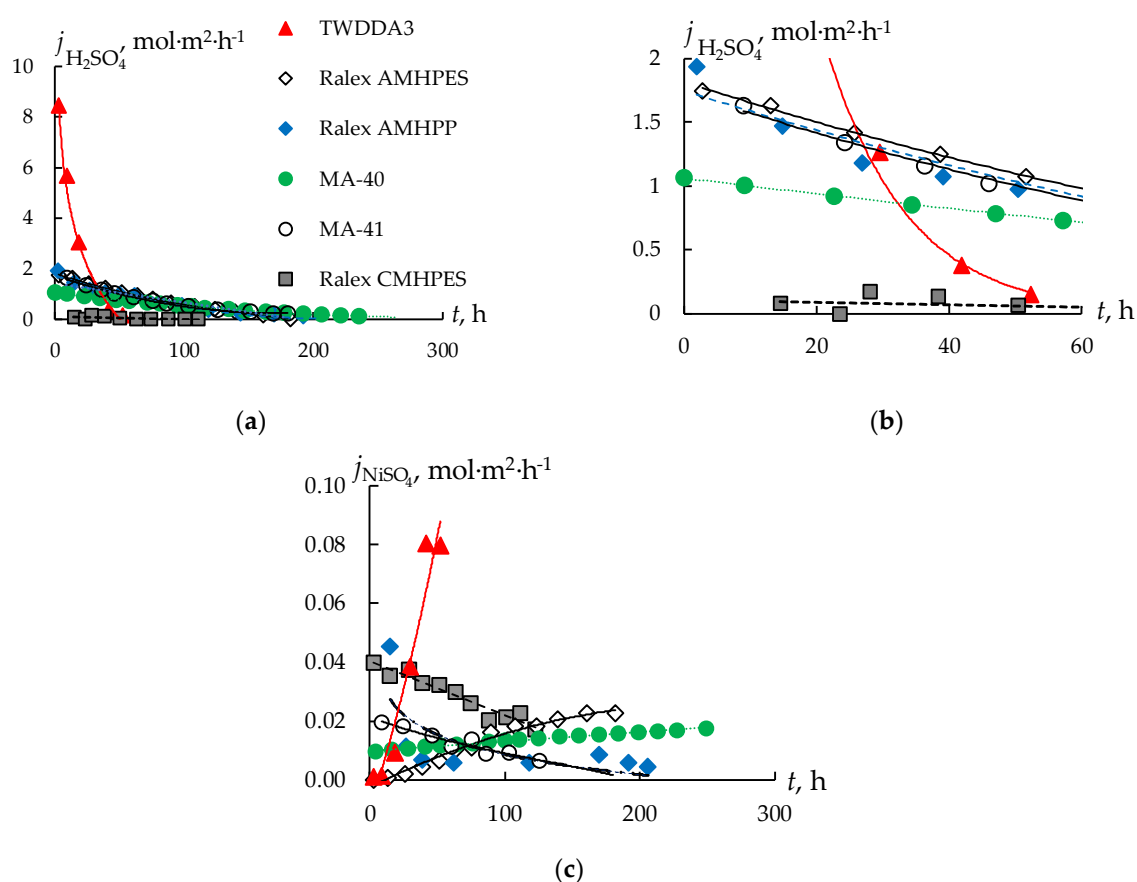 j H₂SO₄, mol·m²·h⁻¹
10
8
6
4
2
0
0 100 200 300
t, h
TWDDA3
Ralex AMHPES
Ralex AMHPP
MA-40
MA-41
Ralex CMHPES
(a)
j H₂SO₄, mol·m²·h⁻¹
2
1.5
1
0.5
0
0 20 40 60
t, h
(b)
j NiSO₄, mol·m²·h⁻¹
0.10
0.08
0.06
0.04
0.02
0.00
0 100 200 300
t, h
(c)